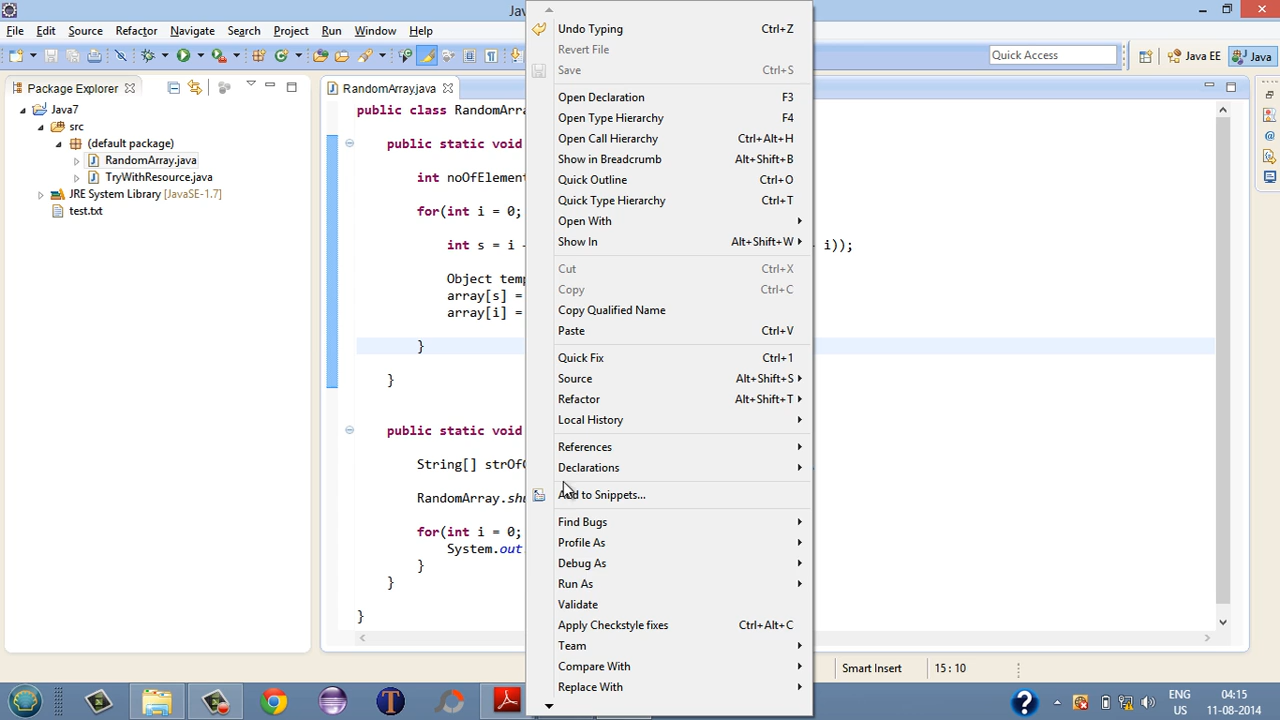 Jav
File Edit Source Refactor Navigate Search Project Run Window Help
Quick Access Java EE Java
Package Explorer
Java7
src
(default package)
RandomArray.java
TryWithResource.java
JRE System Library [JavaSE-1.7]
test.txt
RandomArray.java
public class RandomArra
public static void
int noOfElement
for(int i = 0;
int s = i i));
Object temp
array[s] =
array[i] =
}
}
public static void
String[] strOf
RandomArray.shu
for(int i = 0;
System.out
}
}
}
Undo Typing Ctrl+Z
Revert File
Save Ctrl+S
Open Declaration F3
Open Type Hierarchy F4
Open Call Hierarchy Ctrl+Alt+H
Show in Breadcrumb Alt+Shift+B
Quick Outline Ctrl+O
Quick Type Hierarchy Ctrl+T
Open With
Show In Alt+Shift+W
Cut Ctrl+X
Copy Ctrl+C
Copy Qualified Name
Paste Ctrl+V
Quick Fix Ctrl+1
Source Alt+Shift+S
Refactor Alt+Shift+T
Local History
References
Declarations
Add to Snippets...
Find Bugs
Profile As
Debug As
Run As
Validate
Apply Checkstyle fixes Ctrl+Alt+C
Team
Compare With
Replace With
Smart Insert 15 : 10
ENG 04:15
US 11-08-2014